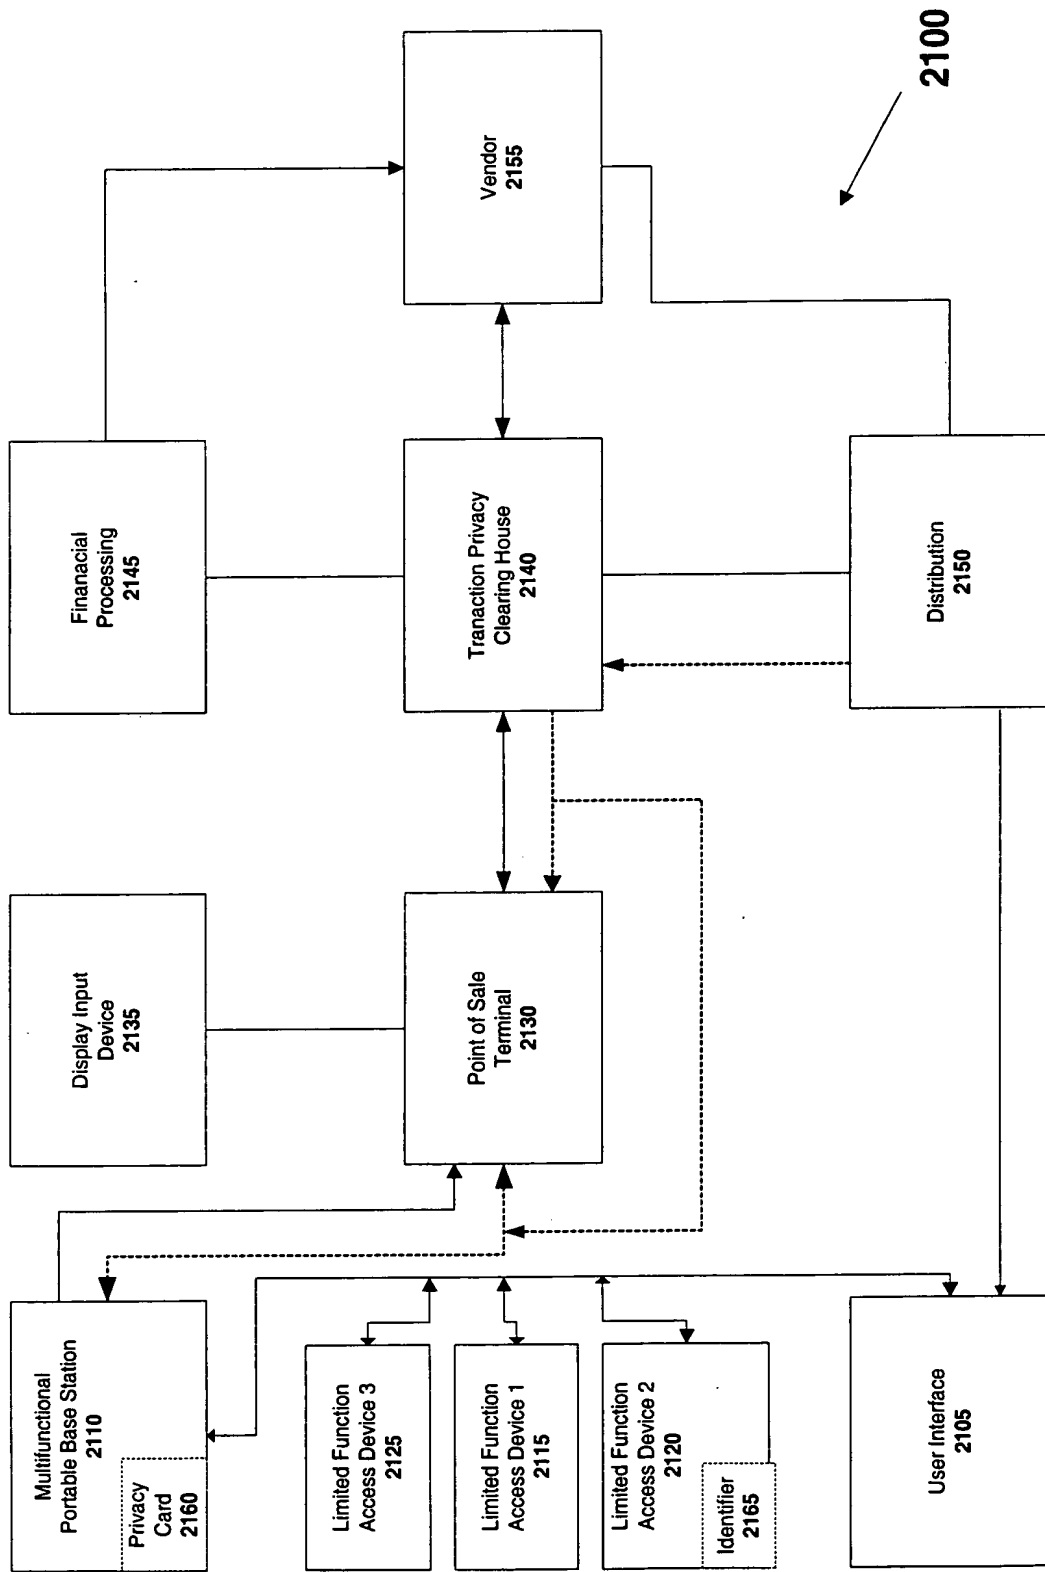 Multifunctional
Portable Base Station
2110
Privacy
Card
2160
Limited Function
Access Device 3
2125
Limited Function
Access Device 1
2115
Limited Function
Access Device 2
2120
Identifier
2165
User Interface
2105
Display Input
Device
2135
Point of Sale
Terminal
2130
Finanacial
Processing
2145
Tranaction Privacy
Clearing House
2140
Distribution
2150
Vendor
2155
2100